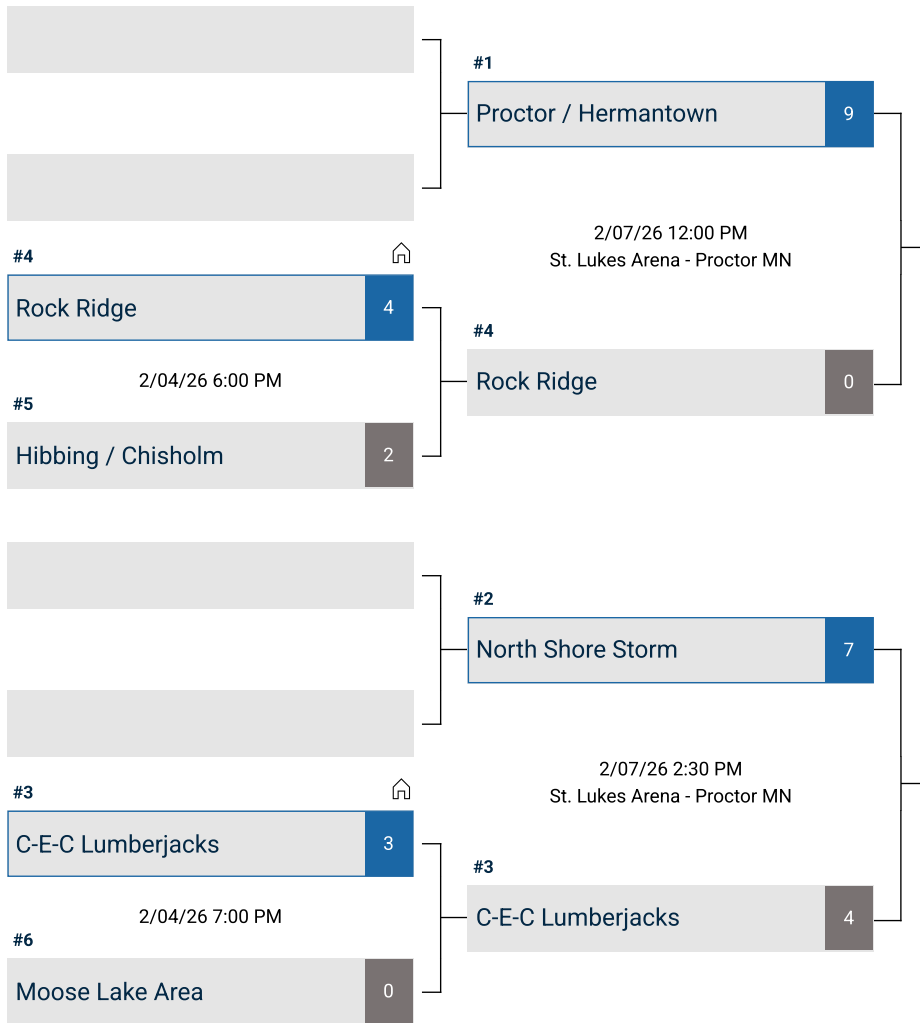 #1
Proctor / Hermantown 9
2/07/26 12:00 PM
St. Lukes Arena - Proctor MN
#4
Rock Ridge 4
2/04/26 6:00 PM
#5
Hibbing / Chisholm 2
#4
Rock Ridge 0
#2
North Shore Storm 7
2/07/26 2:30 PM
St. Lukes Arena - Proctor MN
#3
C-E-C Lumberjacks 3
2/04/26 7:00 PM
#6
Moose Lake Area 0
#3
C-E-C Lumberjacks 4